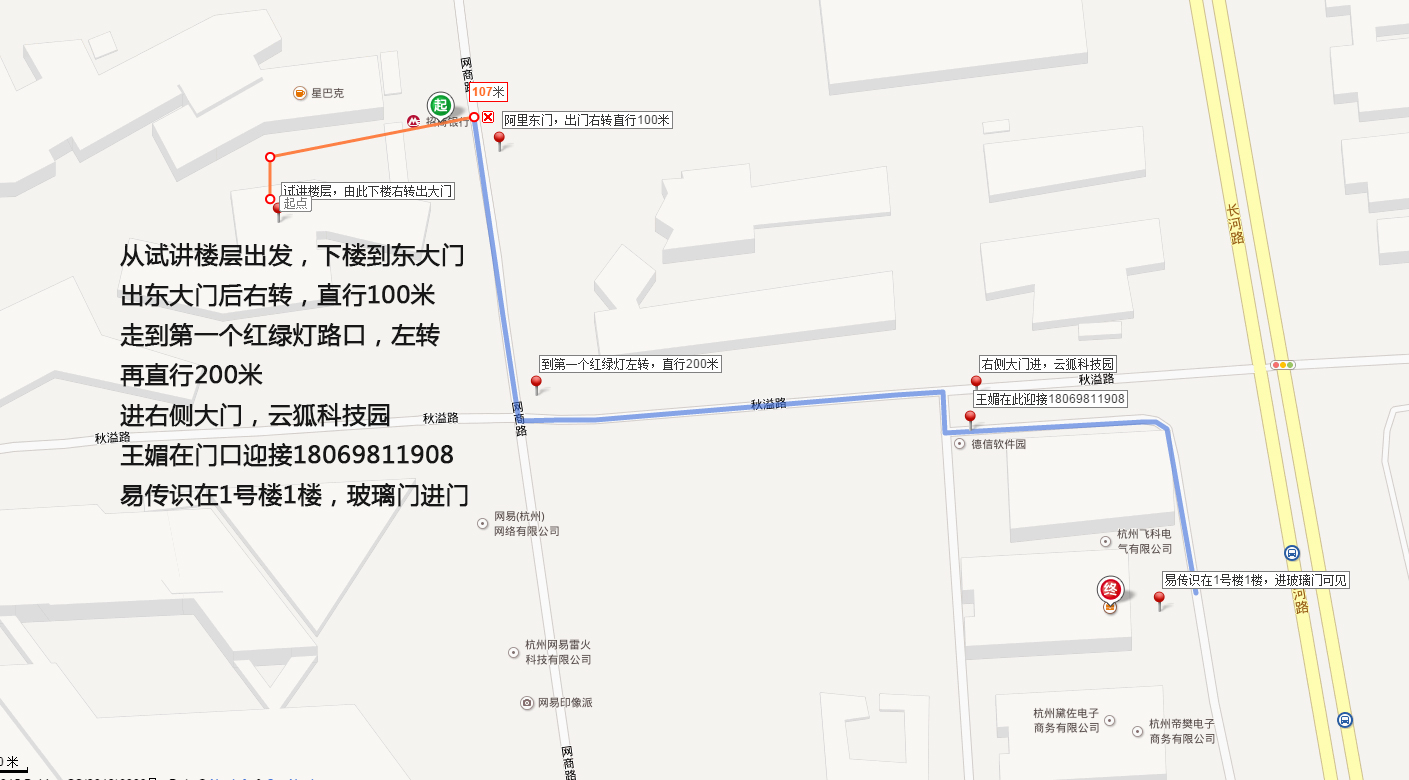 网商路
107米
星巴克
起
招商银行
阿里东门，出门右转直行100米
试讲楼层，由此下楼右转出大门
起点
长河路
从试讲楼层出发，下楼到东大门
出东大门后右转，直行100米
走到第一个红绿灯路口，左转
再直行200米
进右侧大门，云狐科技园
王媚在门口迎接18069811908
易传识在1号楼1楼，玻璃门进门
到第一个红绿灯左转，直行200米
右侧大门进，云狐科技园
秋溢路
王媚在此迎接18069811908
秋溢路
网商路
秋溢路
秋溢路
德信软件园
网易(杭州)
网络有限公司
杭州飞科电
气有限公司
易传识在1号楼1楼，进玻璃门可见
终
河路
杭州网易雷火
科技有限公司
网易印像派
杭州黛佐电子
商务有限公司
杭州帝樊电子
商务有限公司
网商路
0米